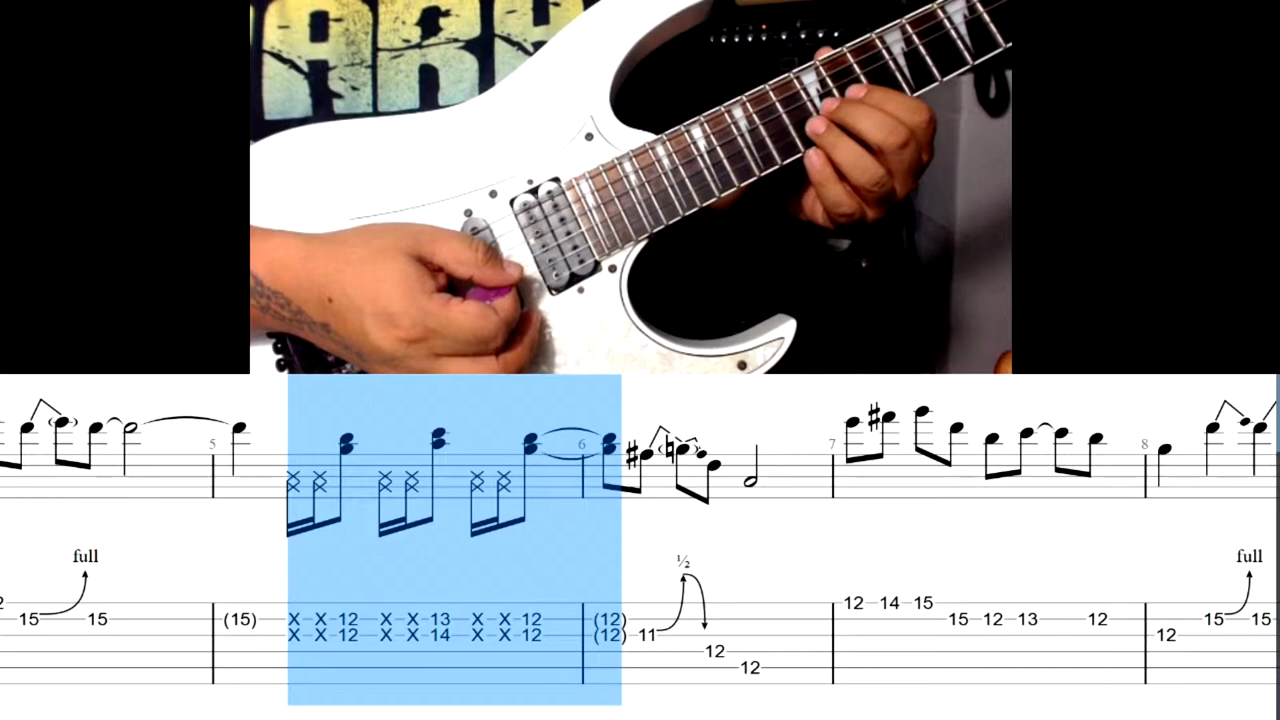 ARA
5 6 7 8
full ½ full
2 12 14 15
15 15 (15) X X 12 X X 13 X X 12 (12) 15 12 13 12 15 15
X X 12 X X 14 X X 12 (12) 11 12
12
12